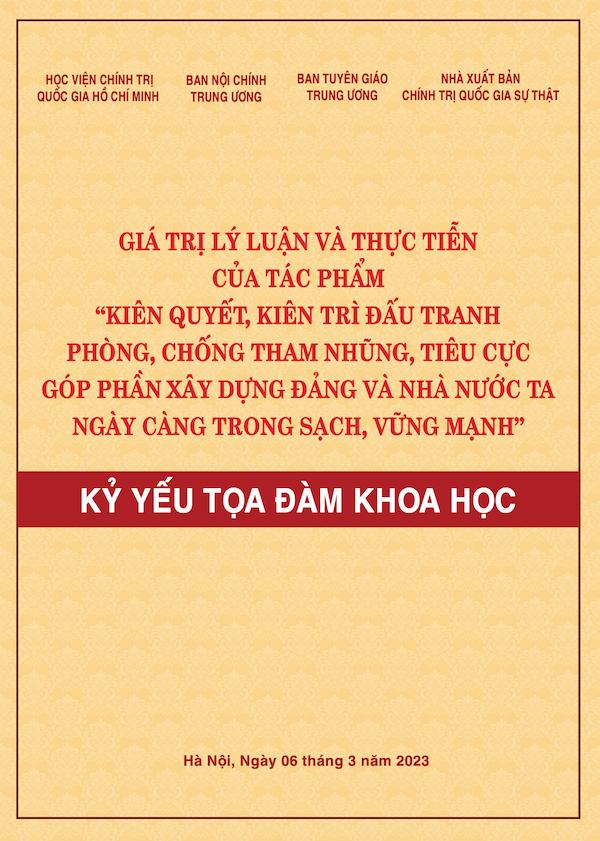 HỌC VIỆN CHÍNH TRỊ
QUỐC GIA HỒ CHÍ MINH
BAN NỘI CHÍNH
TRUNG ƯƠNG
BAN TUYÊN GIÁO
TRUNG ƯƠNG
NHÀ XUẤT BẢN
CHÍNH TRỊ QUỐC GIA SỰ THẬT
GIÁ TRỊ LÝ LUẬN VÀ THỰC TIỄN
CỦA TÁC PHẨM
“KIÊN QUYẾT, KIÊN TRÌ ĐẤU TRANH
PHÒNG, CHỐNG THAM NHŨNG, TIÊU CỰC
GÓP PHẦN XÂY DỰNG ĐẢNG VÀ NHÀ NƯỚC TA
NGÀY CÀNG TRONG SẠCH, VỮNG MẠNH”
KỶ YẾU TỌA ĐÀM KHOA HỌC
Hà Nội, Ngày 06 tháng 3 năm 2023